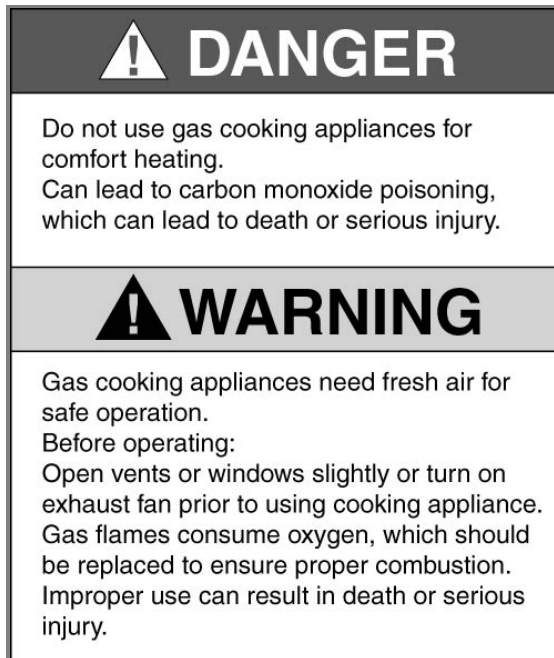 DANGER
Do not use gas cooking appliances for
comfort heating.
Can lead to carbon monoxide poisoning,
which can lead to death or serious injury.
WARNING
Gas cooking appliances need fresh air for
safe operation.
Before operating:
Open vents or windows slightly or turn on
exhaust fan prior to using cooking appliance.
Gas flames consume oxygen, which should
be replaced to ensure proper combustion.
Improper use can result in death or serious
injury.